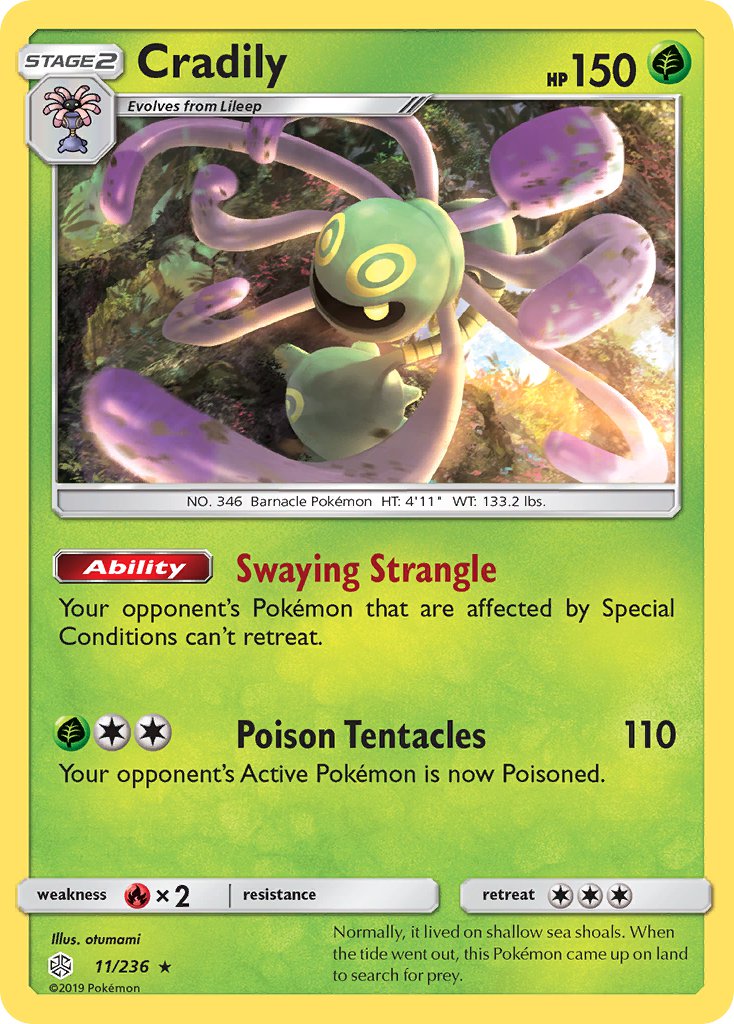 STAGE2
Cradily
HP 150
Evolves from Lileep
NO. 346 Barnacle Pokémon HT: 4'11" WT: 133.2 lbs.
Ability Swaying Strangle
Your opponent's Pokémon that are affected by Special
Conditions can't retreat.
Poison Tentacles 110
Your opponent's Active Pokémon is now Poisoned.
weakness ×2 resistance retreat
Illus. otumami
11/236 ★
©2019 Pokémon
Normally, it lived on shallow sea shoals. When
the tide went out, this Pokémon came up on land
to search for prey.